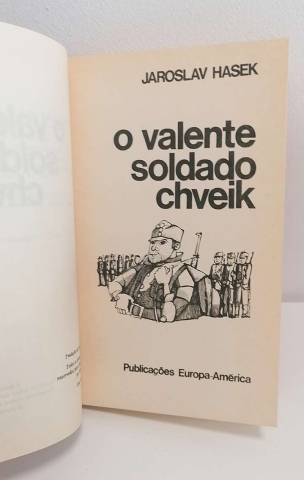 JAROSLAV HASEK
o valente
soldado
chveik
Publicações Europa-América